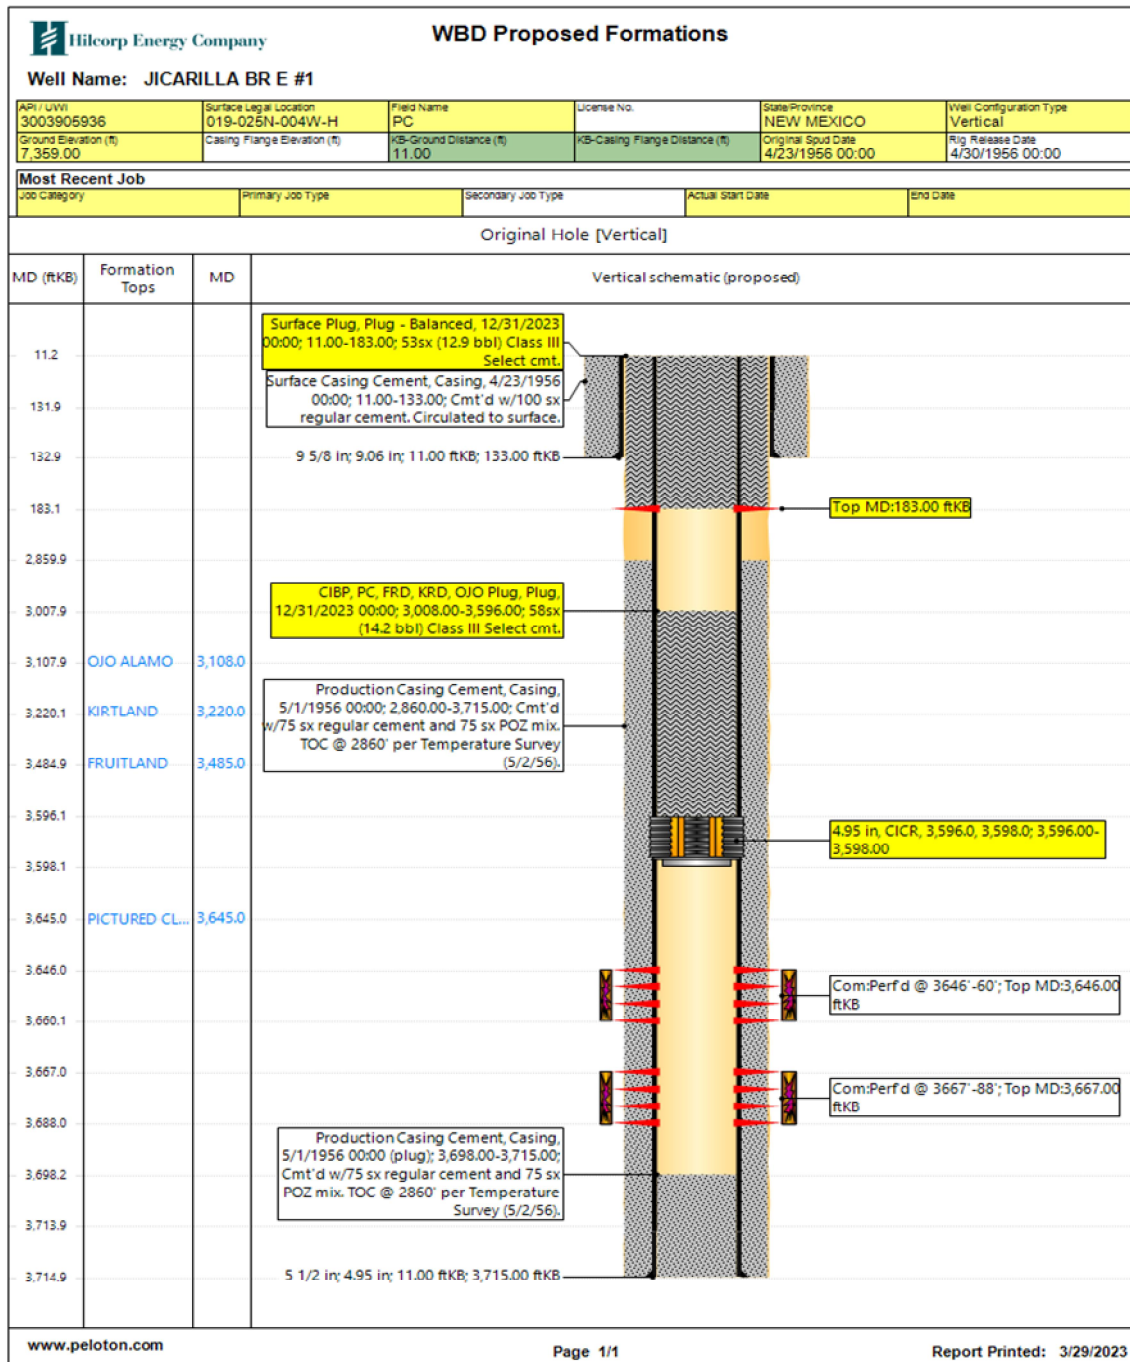 Hilcorp Energy Company
WBD Proposed Formations
Well Name: JICARILLA BR E #1
API / UWI
3003905936
Surface Legal Location
019-025N-004W-H
Field Name
PC
License No.
State/Province
NEW MEXICO
Well Configuration Type
Vertical
Ground Elevation (ft)
7,359.00
Casing Flange Elevation (ft)
KB-Ground Distance (ft)
11.00
KB-Casing Flange Distance (ft)
Original Spud Date
4/23/1956 00:00
Rig Release Date
4/30/1956 00:00
Most Recent Job
Job Category
Primary Job Type
Secondary Job Type
Actual Start Date
End Date
Original Hole [Vertical]
MD (ftKB)
Formation
Tops
MD
Vertical schematic (proposed)
Surface Plug, Plug - Balanced, 12/31/2023
00:00; 11.00-183.00; 53sx (12.9 bbl) Class III
Select cmt.
11.2
Surface Casing Cement, Casing, 4/23/1956
00:00; 11.00-133.00; Cmt'd w/100 sx
regular cement. Circulated to surface.
131.9
132.9
9 5/8 in; 9.06 in; 11.00 ftKB; 133.00 ftKB
183.1
Top MD:183.00 ftKB
2,859.9
CIBP, PC, FRD, KRD, OJO Plug, Plug,
12/31/2023 00:00; 3,008.00-3,596.00; 58sx
(14.2 bbl) Class III Select cmt.
3,007.9
3,107.9
OJO ALAMO
3,108.0
Production Casing Cement, Casing,
5/1/1956 00:00; 2,860.00-3,715.00; Cmt'd
w/75 sx regular cement and 75 sx POZ mix.
TOC @ 2860' per Temperature Survey
(5/2/56).
3,220.1
KIRTLAND
3,220.0
3,484.9
FRUITLAND
3,485.0
3,596.1
4.95 in, CICR, 3,596.0, 3,598.0; 3,596.00-
3,598.00
3,598.1
3,645.0
PICTURED CL...
3,645.0
3,646.0
Com:Perf'd @ 3646'-60'; Top MD:3,646.00
ftKB
3,660.1
3,667.0
Com:Perf'd @ 3667'-88'; Top MD:3,667.00
ftKB
3,688.0
Production Casing Cement, Casing,
5/1/1956 00:00 (plug); 3,698.00-3,715.00;
Cmt'd w/75 sx regular cement and 75 sx
POZ mix. TOC @ 2860' per Temperature
Survey (5/2/56).
3,698.2
3,713.9
3,714.9
5 1/2 in; 4.95 in; 11.00 ftKB; 3,715.00 ftKB
www.peloton.com
Page 1/1
Report Printed: 3/29/2023